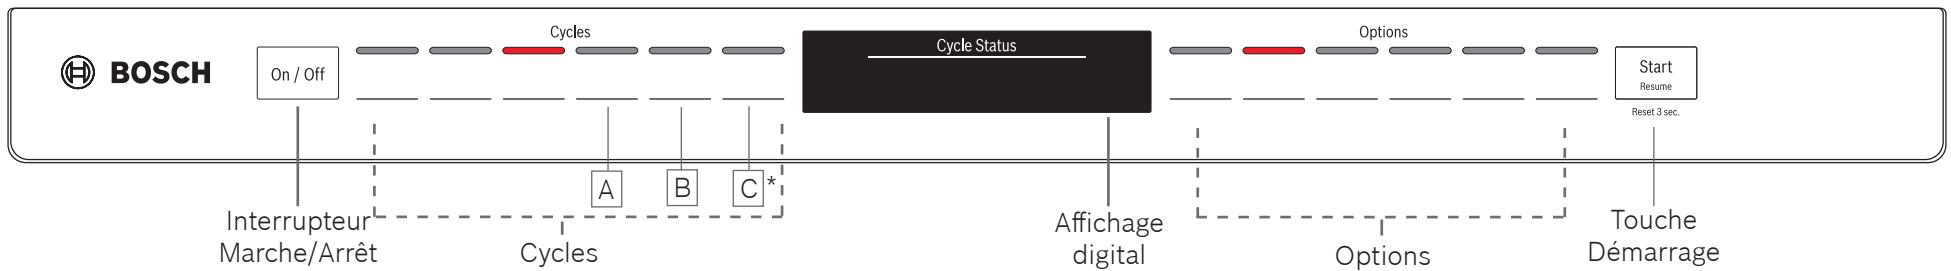 Cycles
Cycle Status
Options
BOSCH
On / Off
Start
Resume
Reset 3 sec.
A
B
C *
Interrupteur
Marche/Arrêt
Cycles
Affichage
digital
Options
Touche
Démarrage